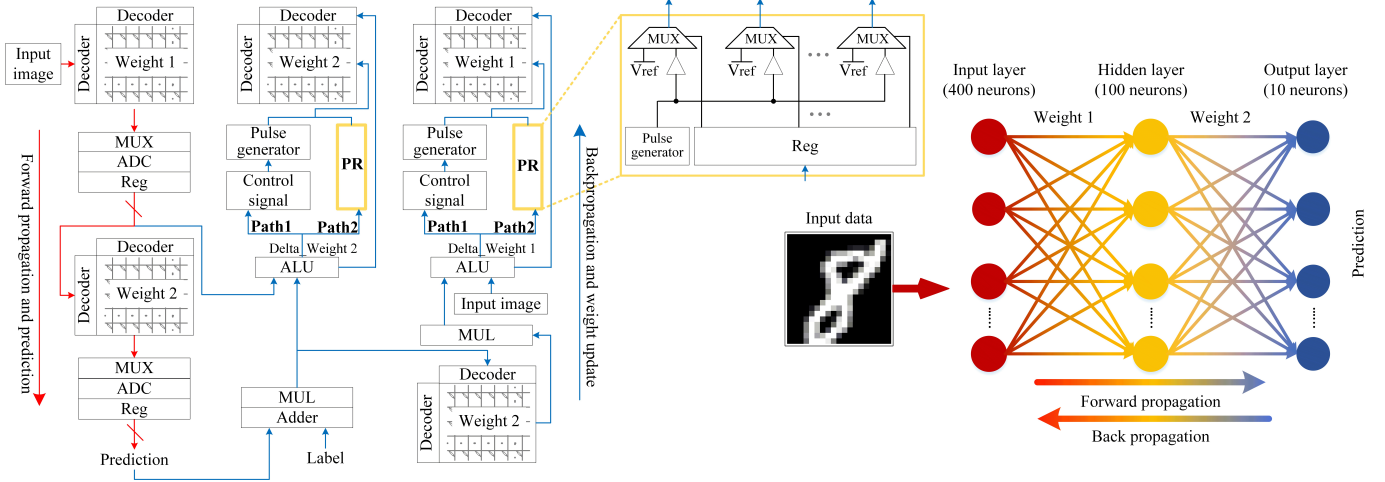 Input
image
Decoder
Decoder
Weight 1
MUX
ADC
Reg
Forward propagation and prediction
Decoder
Decoder
Weight 2
MUX
ADC
Reg
Prediction
Decoder
Decoder
Weight 2
Pulse
generator
PR
Control
signal
Path1
Path2
Delta Weight 2
ALU
MUL
Adder
Label
Decoder
Decoder
Weight 1
Pulse
generator
PR
Control
signal
Path1
Path2
Delta Weight 1
ALU
Input image
MUL
Decoder
Decoder
Weight 2
Backpropagation and weight update
MUX
MUX
MUX
Vref
Vref
Vref
Pulse
generator
Reg
Input data
Input layer
(400 neurons)
Hidden layer
(100 neurons)
Output layer
(10 neurons)
Weight 1
Weight 2
Prediction
Forward propagation
Back propagation